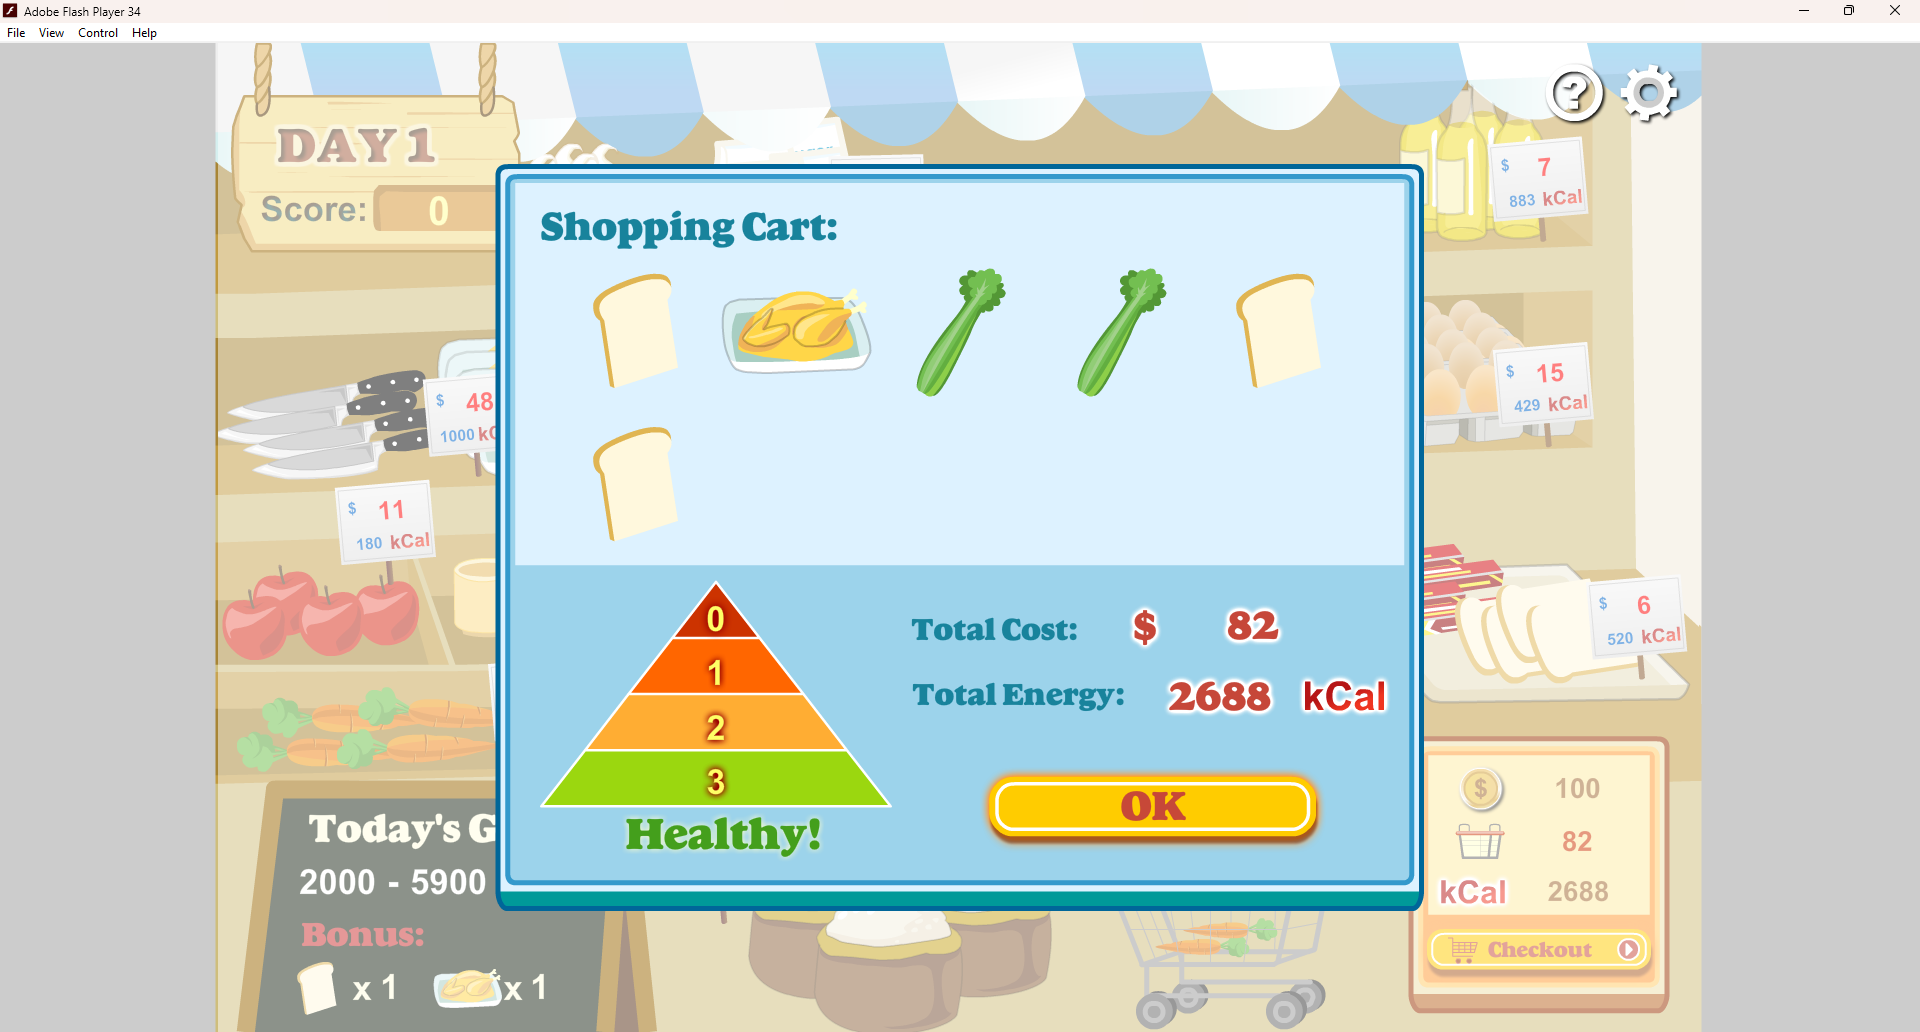 Adobe Flash Player 34
File View Control Help
DAY 1
Score: 0
$ 7
883 kCal
Shopping Cart:
$ 48
1000 kC
$ 15
429 kCal
$ 11
180 kCal
$ 6
520 kCal
0
1
2
3
Healthy!
Total Cost: $ 82
Total Energy: 2688 kCal
OK
Today's G
2000 - 5900
Bonus:
x 1 x 1
$ 100
82
kCal 2688
Checkout